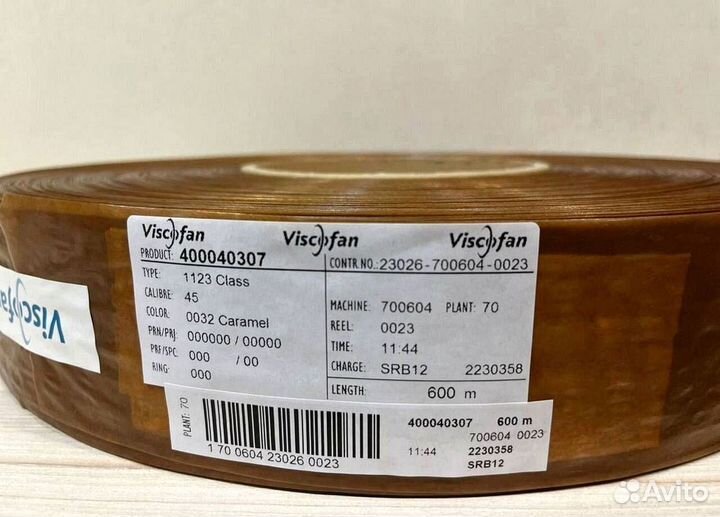 Viscofan Viscofan Viscofan
PRODUCT: 400040307
TYPE: 1123 Class
CALIBRE: 45
COLOR: 0032 Caramel
PRN/PRJ: 000000 / 00000
PRF/SPC: 000 / 00
RING: 000
CONTR.NO.: 23026-700604-0023
MACHINE: 700604 PLANT: 70
REEL: 0023
TIME: 11:44
CHARGE: SRB12 2230358
LENGTH: 600 m
Viscofan
PLANT: 70
1 70 0604 23026 0023
400040307 600 m
700604 0023
11:44 2230358
SRB12
Avito